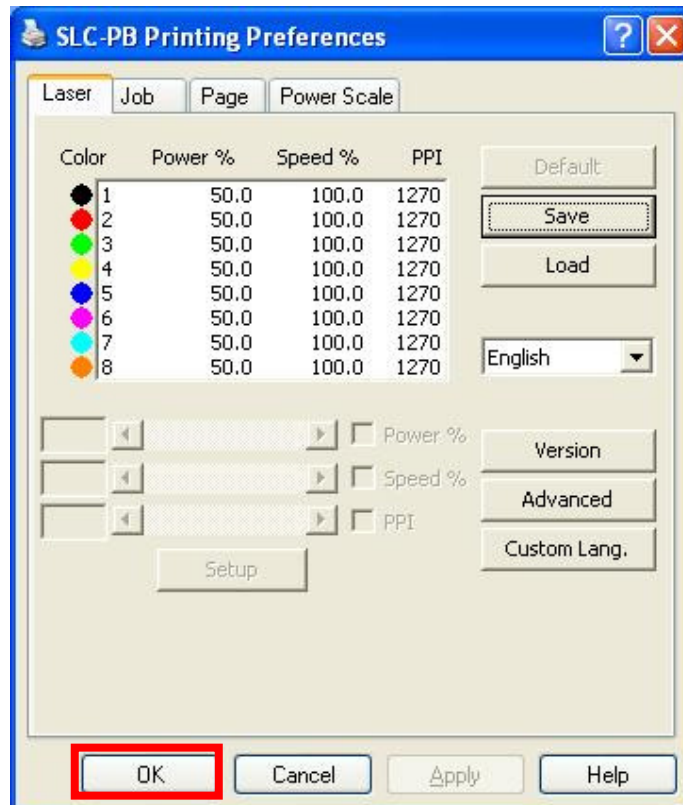 SLC-PB Printing Preferences
Laser Job Page Power Scale
Color Power % Speed % PPI
1 50.0 100.0 1270
2 50.0 100.0 1270
3 50.0 100.0 1270
4 50.0 100.0 1270
5 50.0 100.0 1270
6 50.0 100.0 1270
7 50.0 100.0 1270
8 50.0 100.0 1270
Default
Save
Load
English
Power %
Speed %
PPI
Setup
Version
Advanced
Custom Lang.
OK Cancel Apply Help